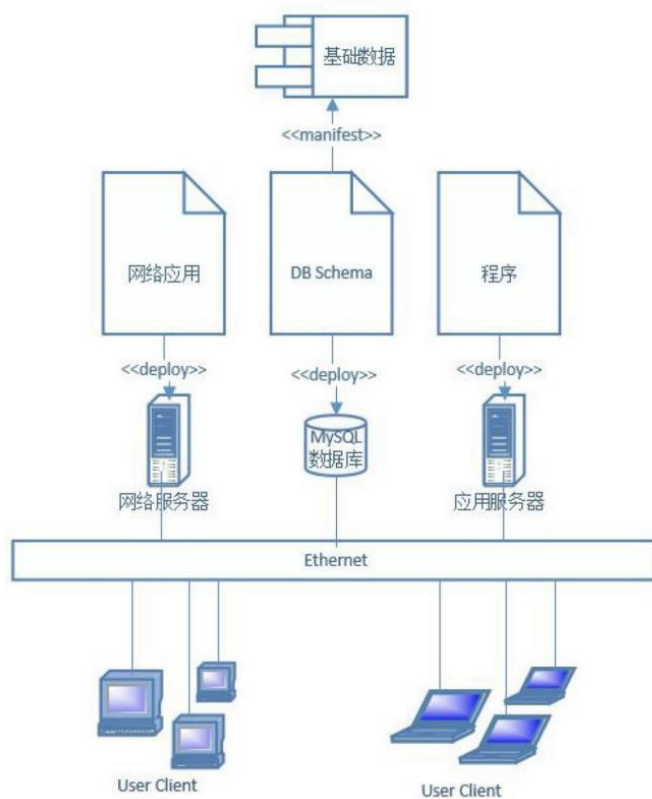 基础数据
<<manifest>>
网络应用
DB Schema
程序
<<deploy>>
<<deploy>>
<<deploy>>
MySQL
数据库
网络服务器
应用服务器
Ethernet
User Client
User Client